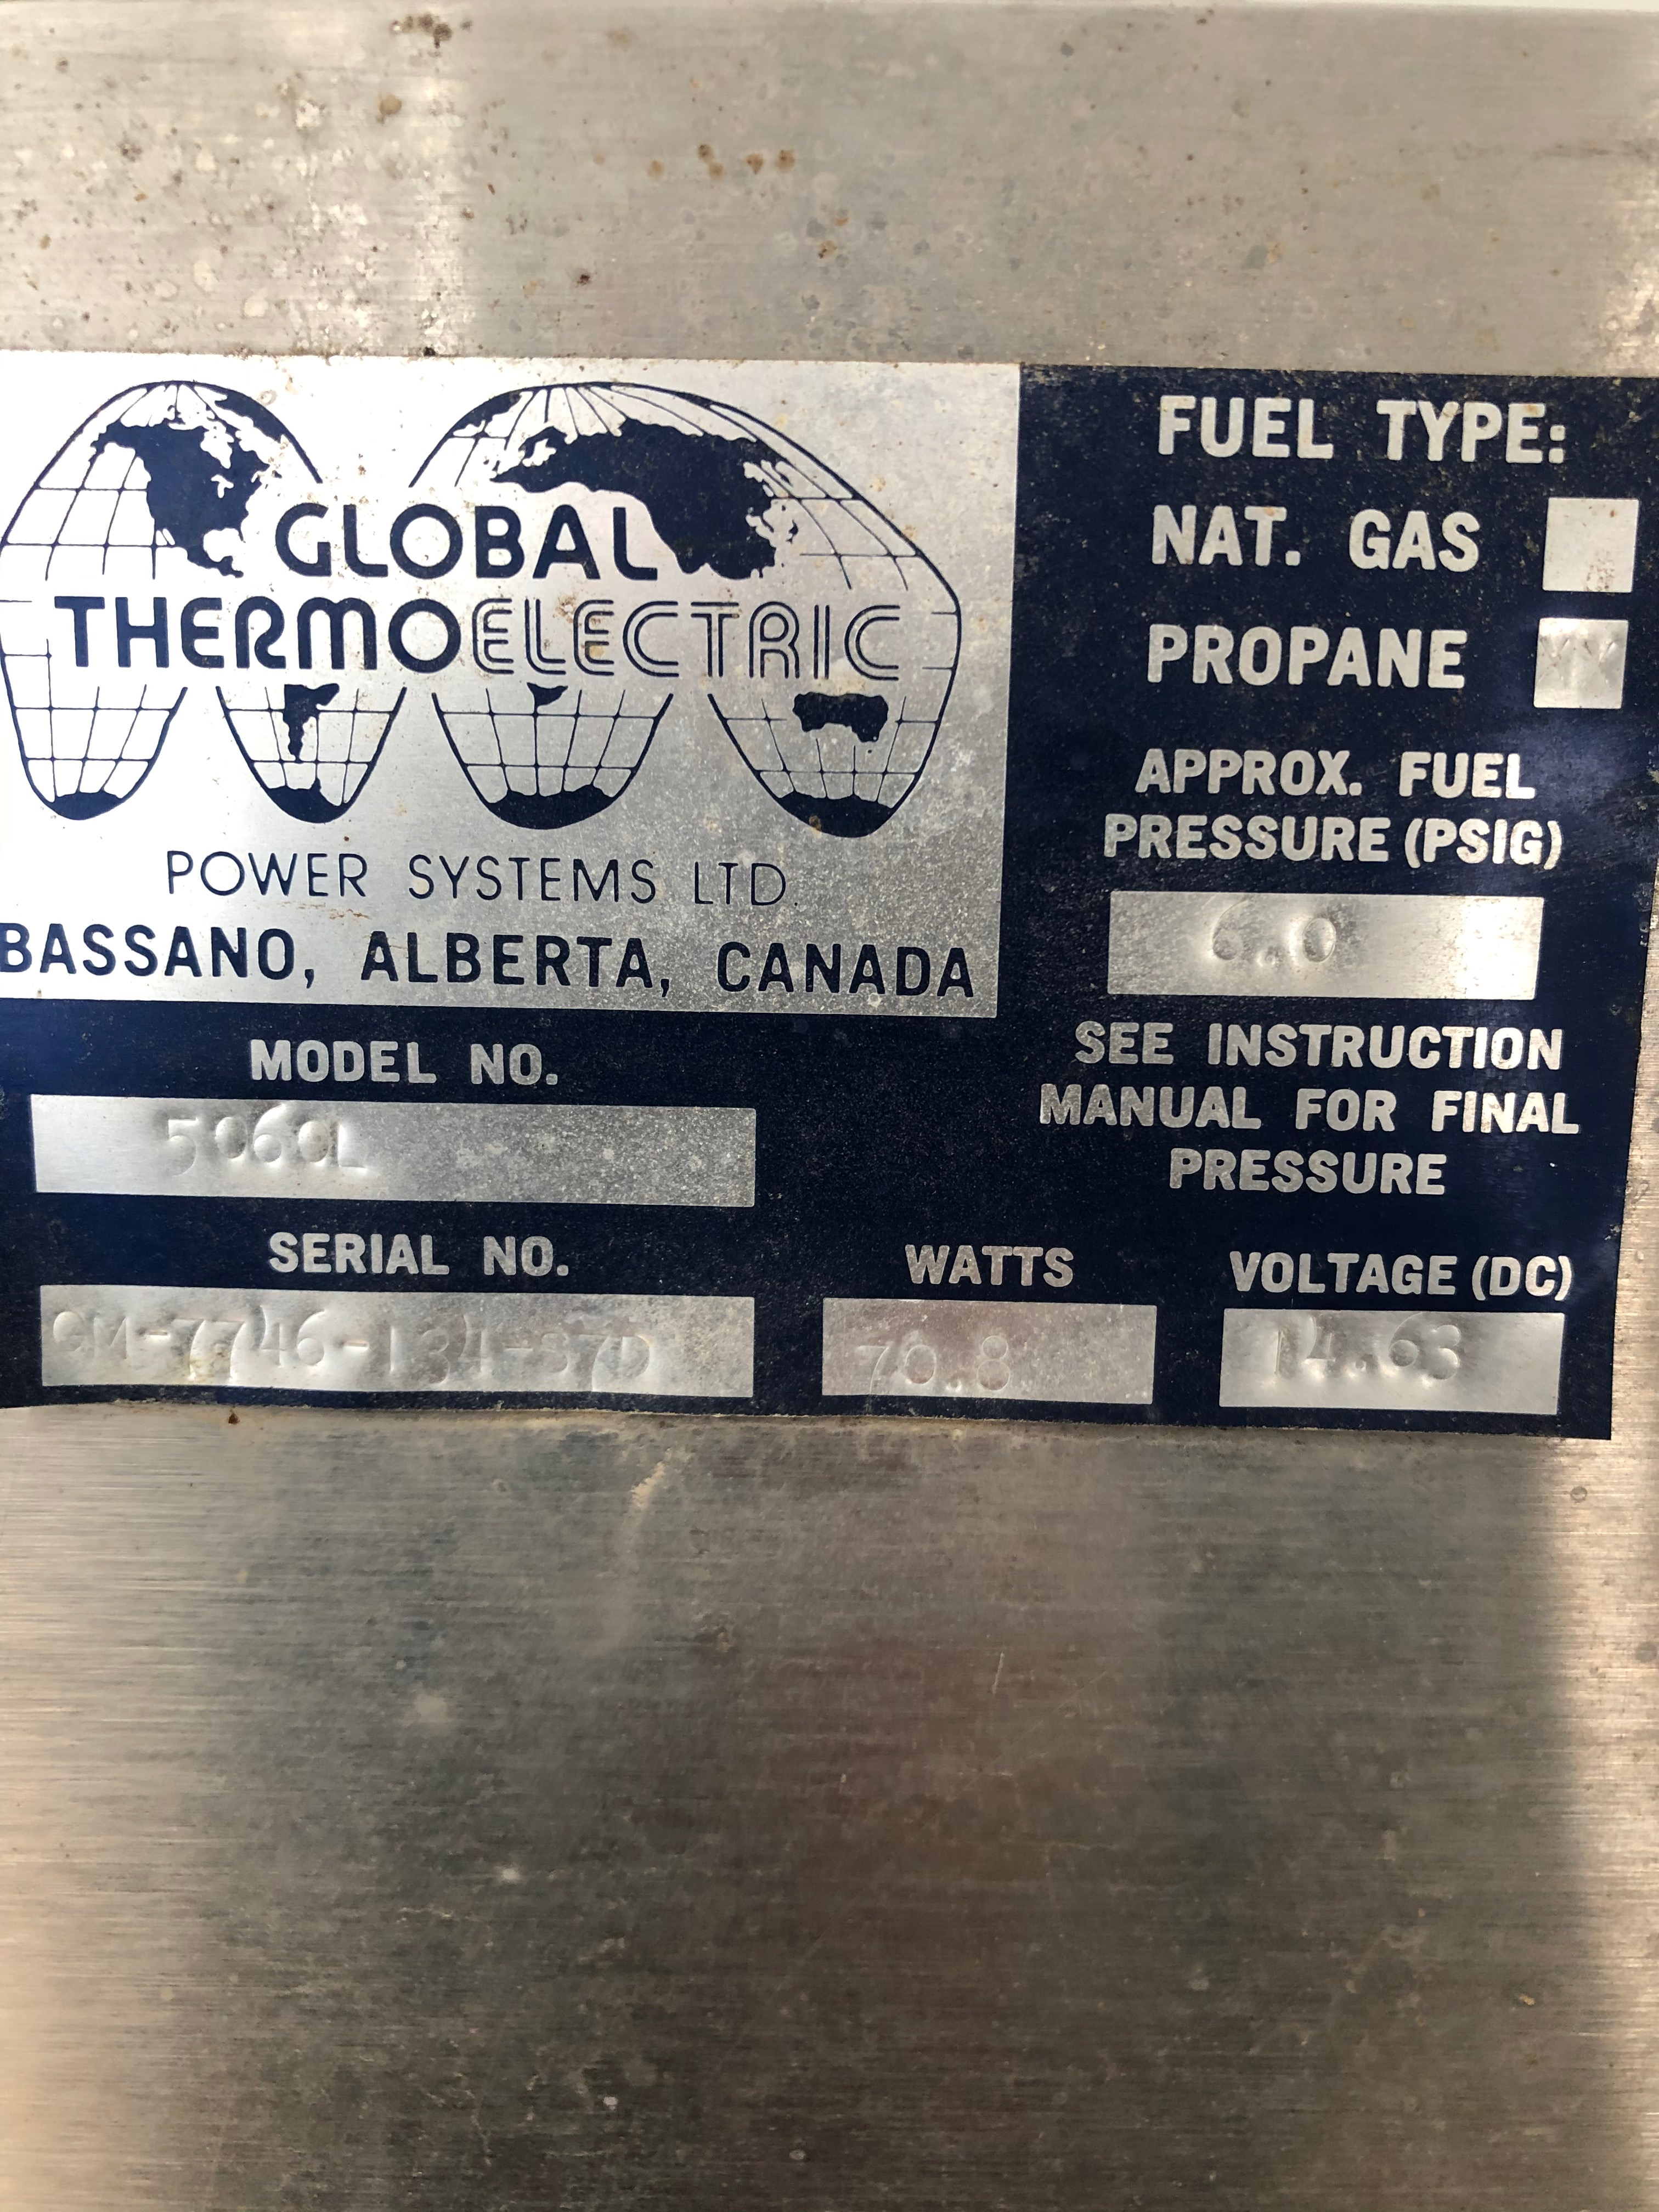 GLOBAL
THERMOELECTRIC
POWER SYSTEMS LTD.
BASSANO, ALBERTA, CANADA
MODEL NO.
5060L
SERIAL NO.
WATTS
70.8
VOLTAGE (DC)
14.63
FUEL TYPE:
NAT. GAS
PROPANE
APPROX. FUEL
PRESSURE (PSIG)
6.0
SEE INSTRUCTION
MANUAL FOR FINAL
PRESSURE